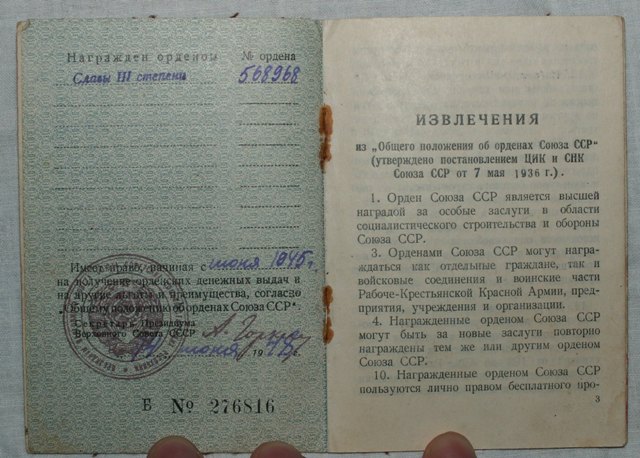 Награжден орденом № ордена
Славы III степени 568968
Имеет право, начиная с июня 1945 г.
на получение орденских денежных выдач и
на другие льготы и преимущества, согласно
„Общему положению об орденах Союза ССР“
Секретарь Президиума
Верховного Совета СССР А. Горкин
июня 194
Б № 276816
ИЗВЛЕЧЕНИЯ
из „Общего положения об орденах Союза ССР“
(утверждено постановлением ЦИК и СНК
Союза ССР от 7 мая 1936 г.).
1. Орден Союза ССР является высшей
наградой за особые заслуги в области
социалистического строительства и обороны
Союза ССР.
3. Орденами Союза ССР могут награ-
ждаться как отдельные граждане, так и
войсковые соединения и воинские части
Рабоче-Крестьянской Красной Армии, пред-
приятия, учреждения и организации.
4. Награжденные орденом Союза ССР
могут быть за новые заслуги повторно
награждены тем же или другим орденом
Союза ССР.
10. Награжденные орденом Союза ССР
пользуются лично правом бесплатного про-
3